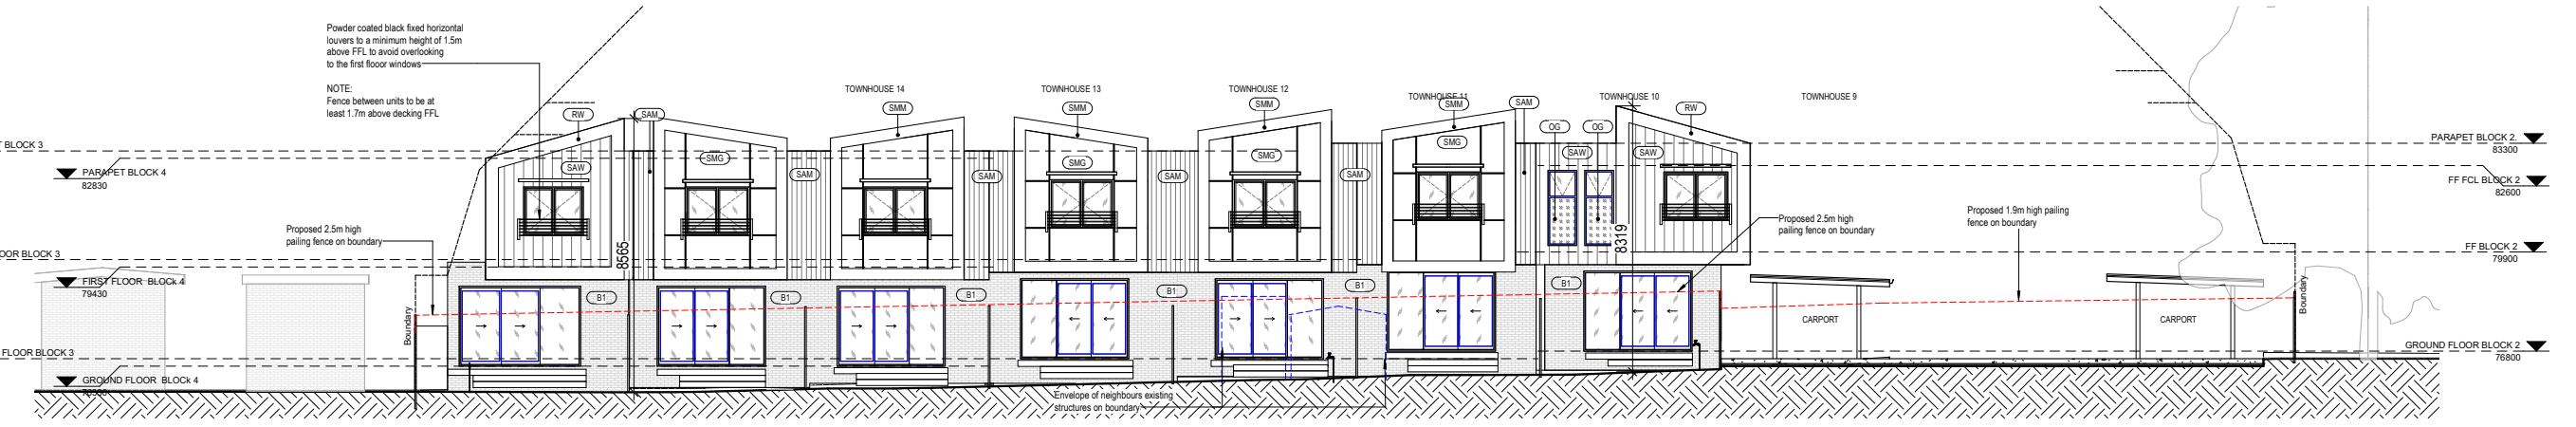 Powder coated black fixed horizontal
louvers to a minimum height of 1.5m
above FFL to avoid overlooking
to the first flooor windows
NOTE:
Fence between units to be at
least 1.7m above decking FFL
TOWNHOUSE 14
TOWNHOUSE 13
TOWNHOUSE 12
TOWNHOUSE 11
TOWNHOUSE 10
TOWNHOUSE 9
RW
SAM
SMM
SMM
SMM
SMM
SAM
RW
OG
OG
T BLOCK 3
PARAPET BLOCK 4
82830
SAW
SMG
SAM
SAM
SMG
SAM
SMG
SAM
SMG
SAW
SAW
PARAPET BLOCK 2.
83300
FF FCL BLOCK 2
82600
Proposed 2.5m high
pailing fence on boundary
8565
8319
Proposed 2.5m high
pailing fence on boundary
Proposed 1.9m high pailing
fence on boundary
OOR BLOCK 3
FIRST FLOOR BLOCk 4
79430
FF BLOCK 2
79900
B1
B1
B1
B1
B1
B1
Boundary
Boundary
CARPORT
CARPORT
FLOOR BLOCK 3
GROUND FLOOR BLOCk 4
GROUND FLOOR BLOCK 2
76800
Envelope of neighbours existing
structures on boundary